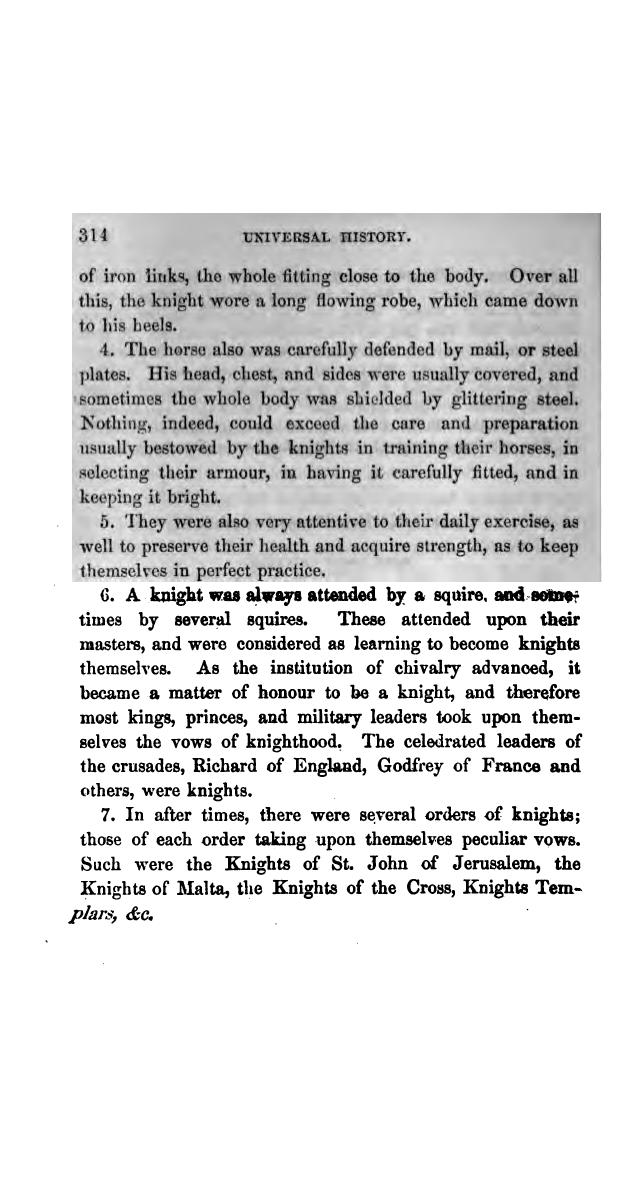 314 UNIVERSAL HISTORY.
of iron links, the whole fitting close to the body. Over all
this, the knight wore a long flowing robe, which came down
to his heels.
4. The horse also was carefully defended by mail, or steel
plates. His head, chest, and sides were usually covered, and
sometimes the whole body was shielded by glittering steel.
Nothing, indeed, could exceed the care and preparation
usually bestowed by the knights in training their horses, in
selecting their armour, in having it carefully fitted, and in
keeping it bright.
5. They were also very attentive to their daily exercise, as
well to preserve their health and acquire strength, as to keep
themselves in perfect practice.
6. A knight was always attended by a squire, and some-
times by several squires. These attended upon their
masters, and were considered as learning to become knights
themselves. As the institution of chivalry advanced, it
became a matter of honour to be a knight, and therefore
most kings, princes, and military leaders took upon them-
selves the vows of knighthood. The celedrated leaders of
the crusades, Richard of England, Godfrey of France and
others, were knights.
7. In after times, there were several orders of knights;
those of each order taking upon themselves peculiar vows.
Such were the Knights of St. John of Jerusalem, the
Knights of Malta, the Knights of the Cross, Knights Tem-
plars, &c.